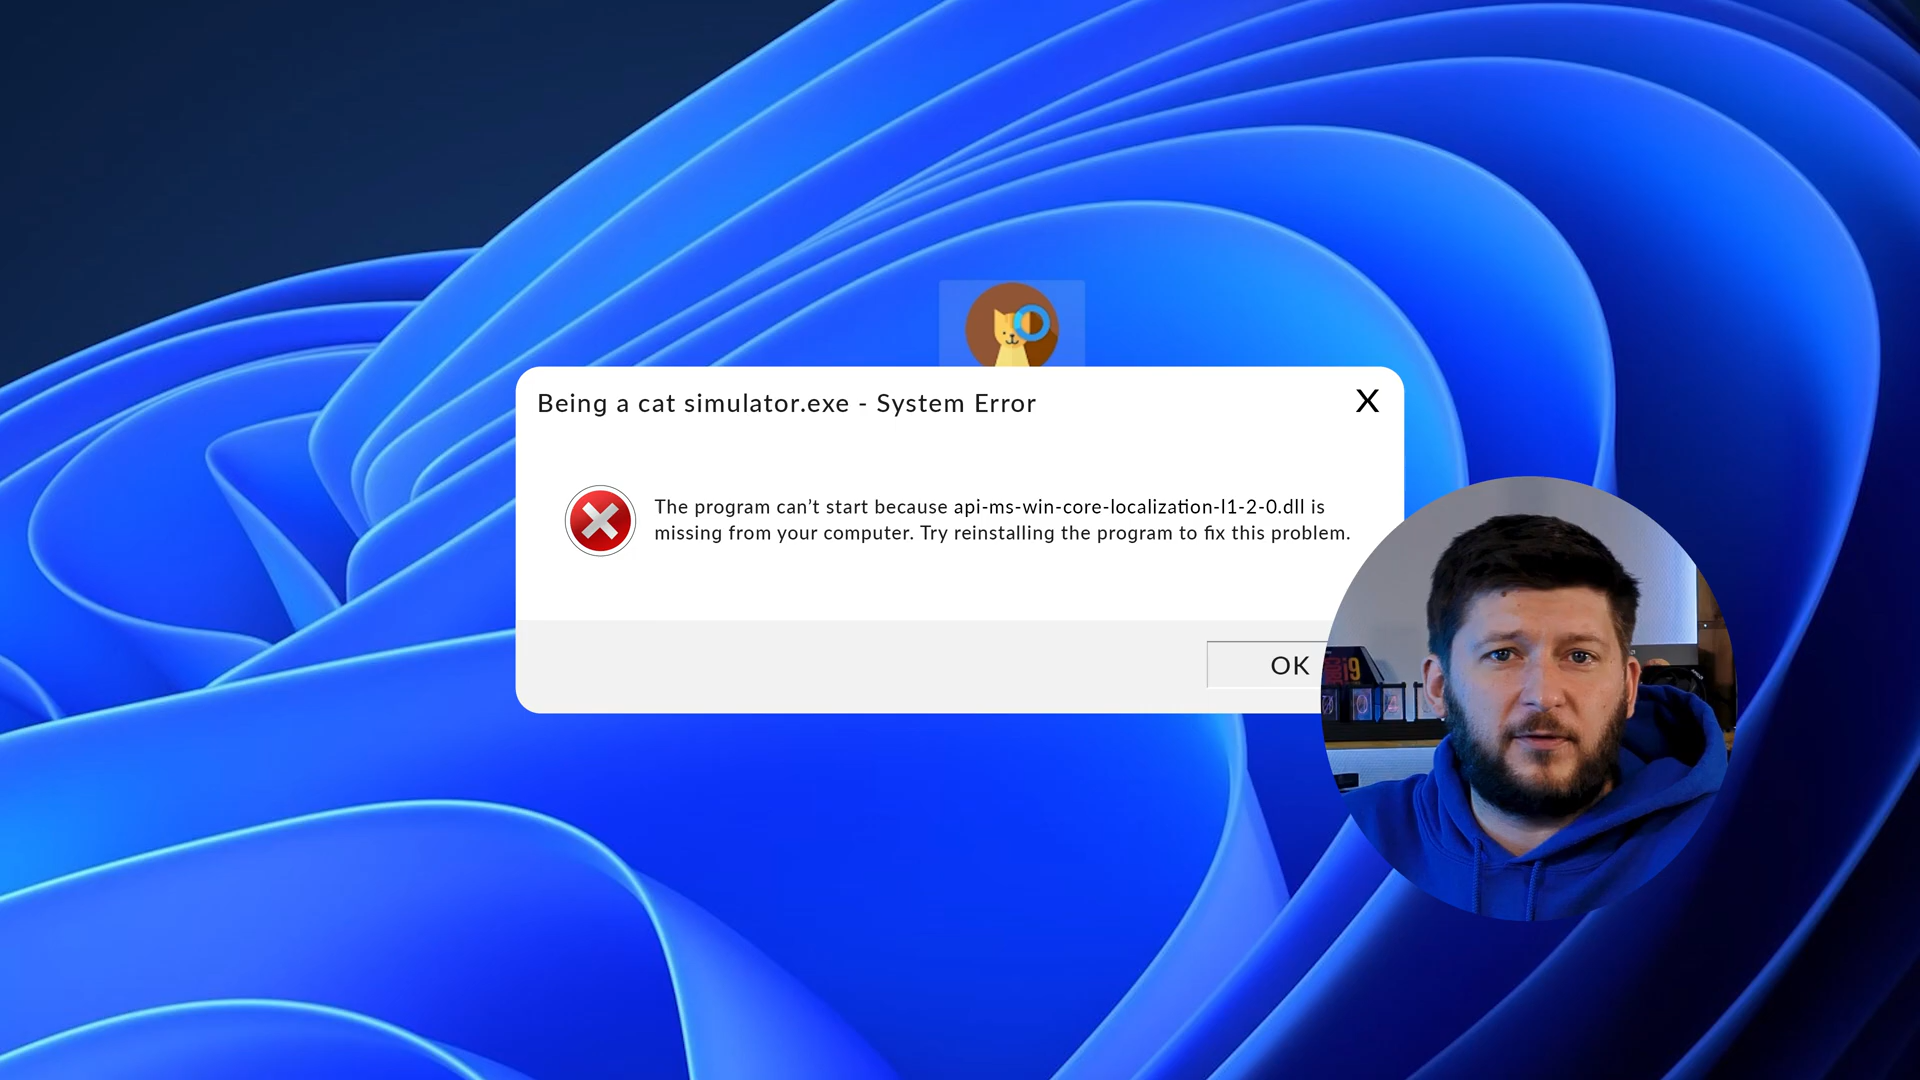 Being a cat simulator.exe - System Error
X
The program can’t start because api-ms-win-core-localization-l1-2-0.dll is
missing from your computer. Try reinstalling the program to fix this problem.
OK
i9